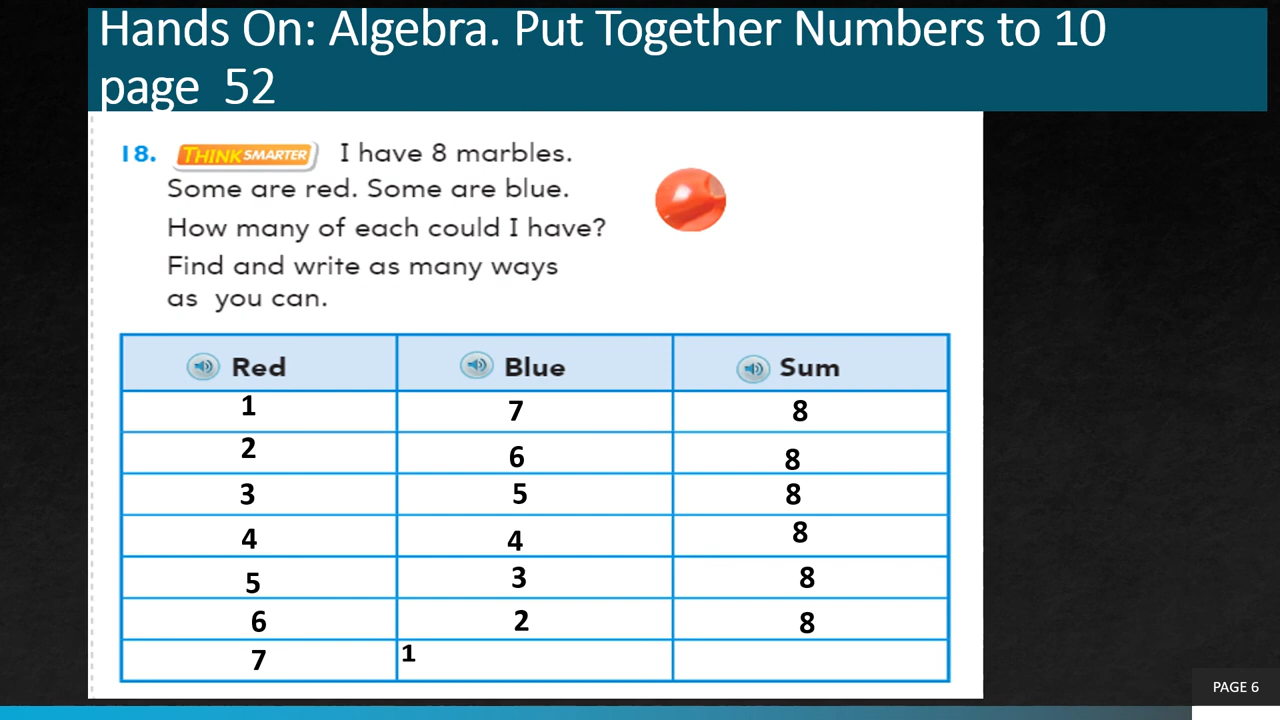 Hands On: Algebra. Put Together Numbers to 10
page 52
18. THINK SMARTER I have 8 marbles.
Some are red. Some are blue.
How many of each could I have?
Find and write as many ways
as you can.
Red Blue Sum
1 7 8
2 6 8
3 5 8
4 4 8
5 3 8
6 2 8
7 1
PAGE 6